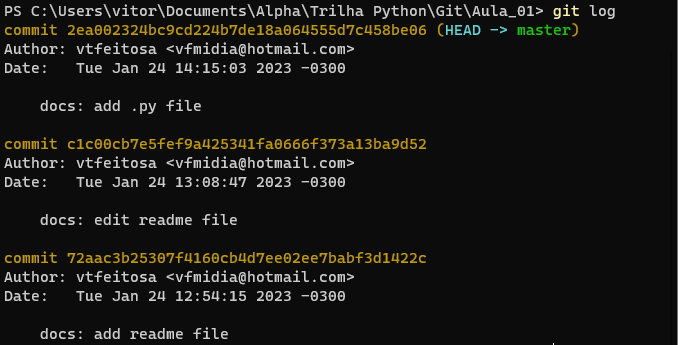 PS C:\Users\vitor\Documents\Alpha\Trilha Python\Git\Aula_01> git log
commit 2ea002324bc9cd224b7de18a064555d7c458be06 (HEAD -> master)
Author: vtfeitosa <vfmidia@hotmail.com>
Date:   Tue Jan 24 14:15:03 2023 -0300
docs: add .py file
commit c1c00cb7e5fef9a425341fa0666f373a13ba9d52
Author: vtfeitosa <vfmidia@hotmail.com>
Date:   Tue Jan 24 13:08:47 2023 -0300
docs: edit readme file
commit 72aac3b25307f4160cb4d7ee02ee7babf3d1422c
Author: vtfeitosa <vfmidia@hotmail.com>
Date:   Tue Jan 24 12:54:15 2023 -0300
docs: add readme file